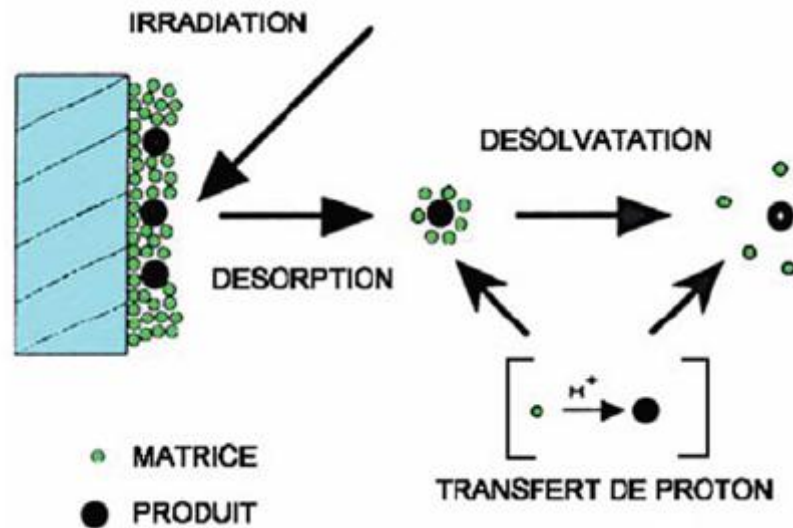 IRRADIATION
DESOLVATATION
DESORPTION
H+
MATRICE
PRODUIT
TRANSFERT DE PROTON